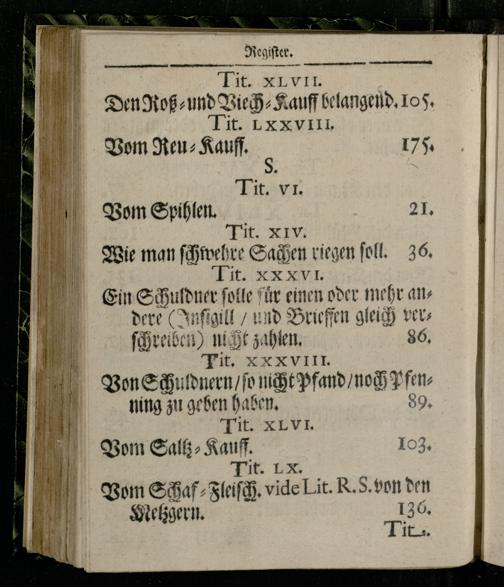 Register.
Tit. XLVII.
Den Roß-und Viech-Kauff belangend. 105.
Tit. LXXVIII.
Vom Reu-Kauff. 175.
S.
Tit. VI.
Vom Spihlen. 21.
Tit. XIV.
Wie man schwehre Sachen riegen soll. 36.
Tit. XXXVI.
Ein Schuldner solle für einen oder mehr an-
dere (Insigill / und Brieffen gleich ver-
schreiben) nicht zahlen. 86.
Tit. XXXVIII.
Von Schuldnern/so nicht Pfand/noch Pfen-
ning zu geben haben. 89.
Tit. XLVI.
Vom Saltz-Kauff. 103.
Tit. LX.
Vom Schaf-Fleisch. vide Lit. R. S. von den
Metzgern. 136.
Tit.